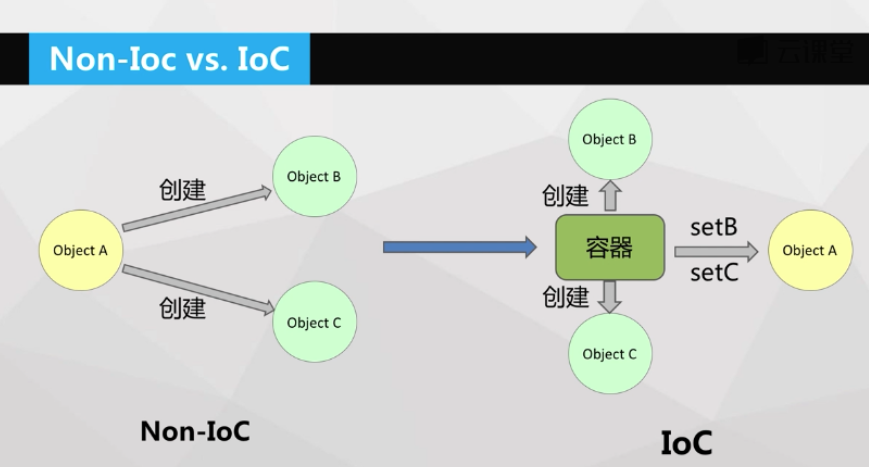 Non-Ioc vs. IoC
云课堂
Object B
创建
Object A
创建
Object C
Non-IoC
Object B
创建
容器
setB
setC
Object A
创建
Object C
IoC